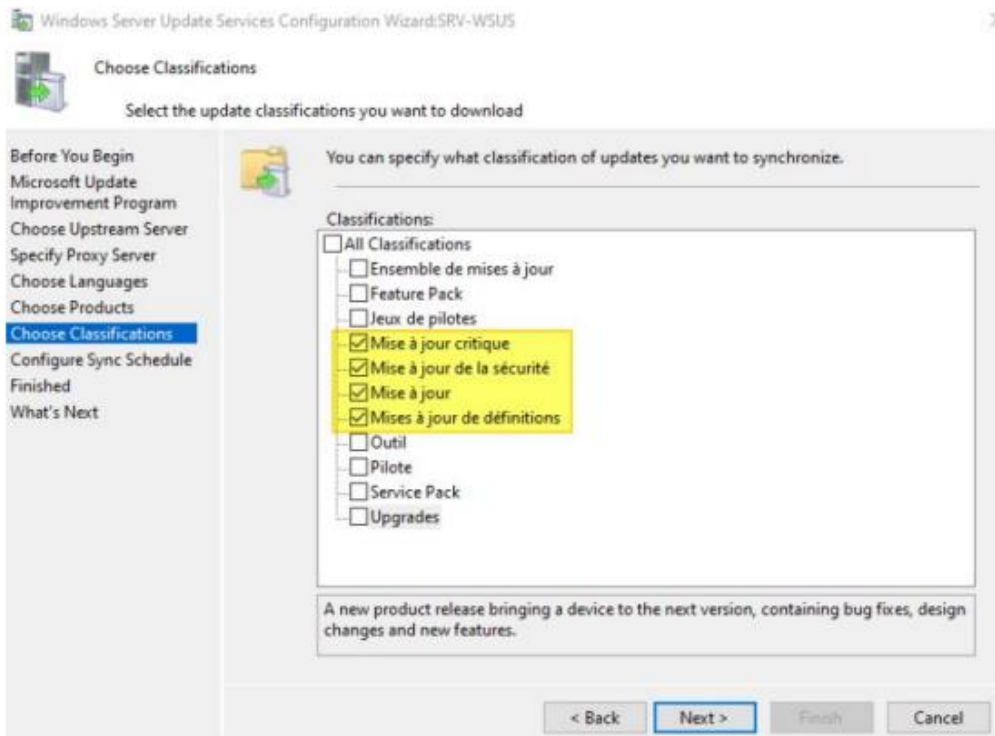 Windows Server Update Services Configuration Wizard:SRV-WSUS
Choose Classifications
Select the update classifications you want to download
Before You Begin
Microsoft Update
Improvement Program
Choose Upstream Server
Specify Proxy Server
Choose Languages
Choose Products
Choose Classifications
Configure Sync Schedule
Finished
What's Next
You can specify what classification of updates you want to synchronize.
Classifications:
All Classifications
Ensemble de mises à jour
Feature Pack
Jeux de pilotes
Mise à jour critique
Mise à jour de la sécurité
Mise à jour
Mises à jour de définitions
Outil
Pilote
Service Pack
Upgrades
A new product release bringing a device to the next version, containing bug fixes, design
changes and new features.
< Back
Next >
Finish
Cancel